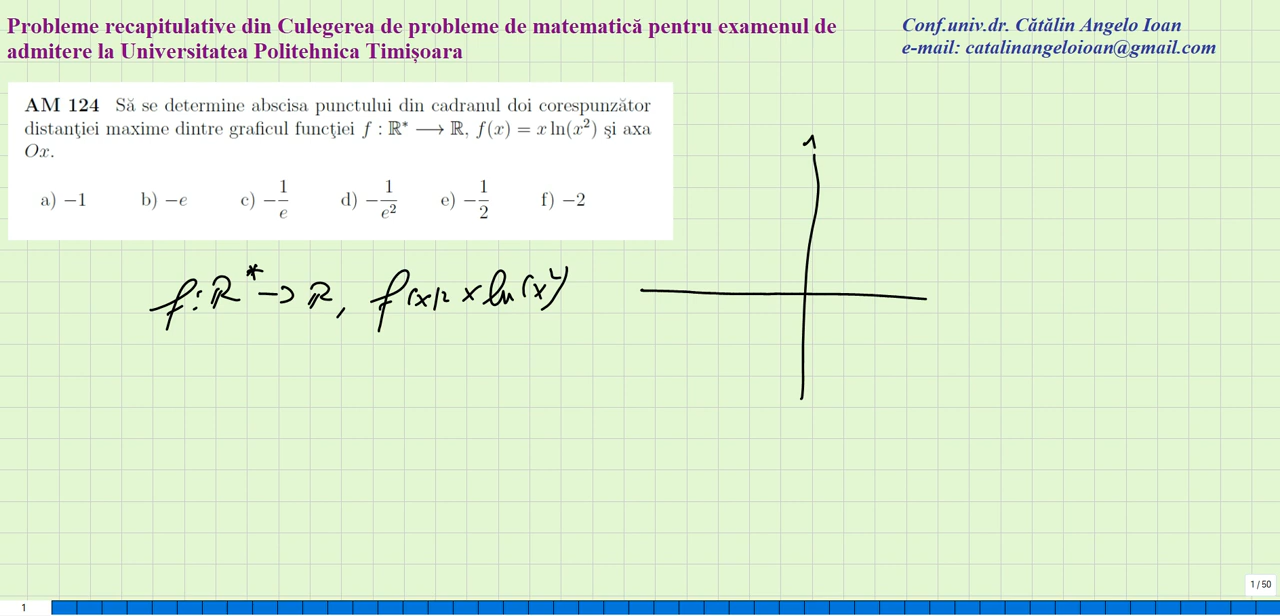 Probleme recapitulative din Culegerea de probleme de matematică pentru examenul de
admitere la Universitatea Politehnica Timișoara
Conf.univ.dr. Cătălin Angelo Ioan
e-mail: catalinangeloioan@gmail.com
AM 124 Să se determine abscisa punctului din cadranul doi corespunzător
distanţiei maxime dintre graficul funcţiei f : ℝ* ⟶ ℝ, f(x) = x ln(x²) şi axa
Ox.
a) −1 b) −e c) −1/e d) −1/e² e) −1/2 f) −2
f: ℝ* → ℝ, f(x) = x ln(x²)
1 / 50
1